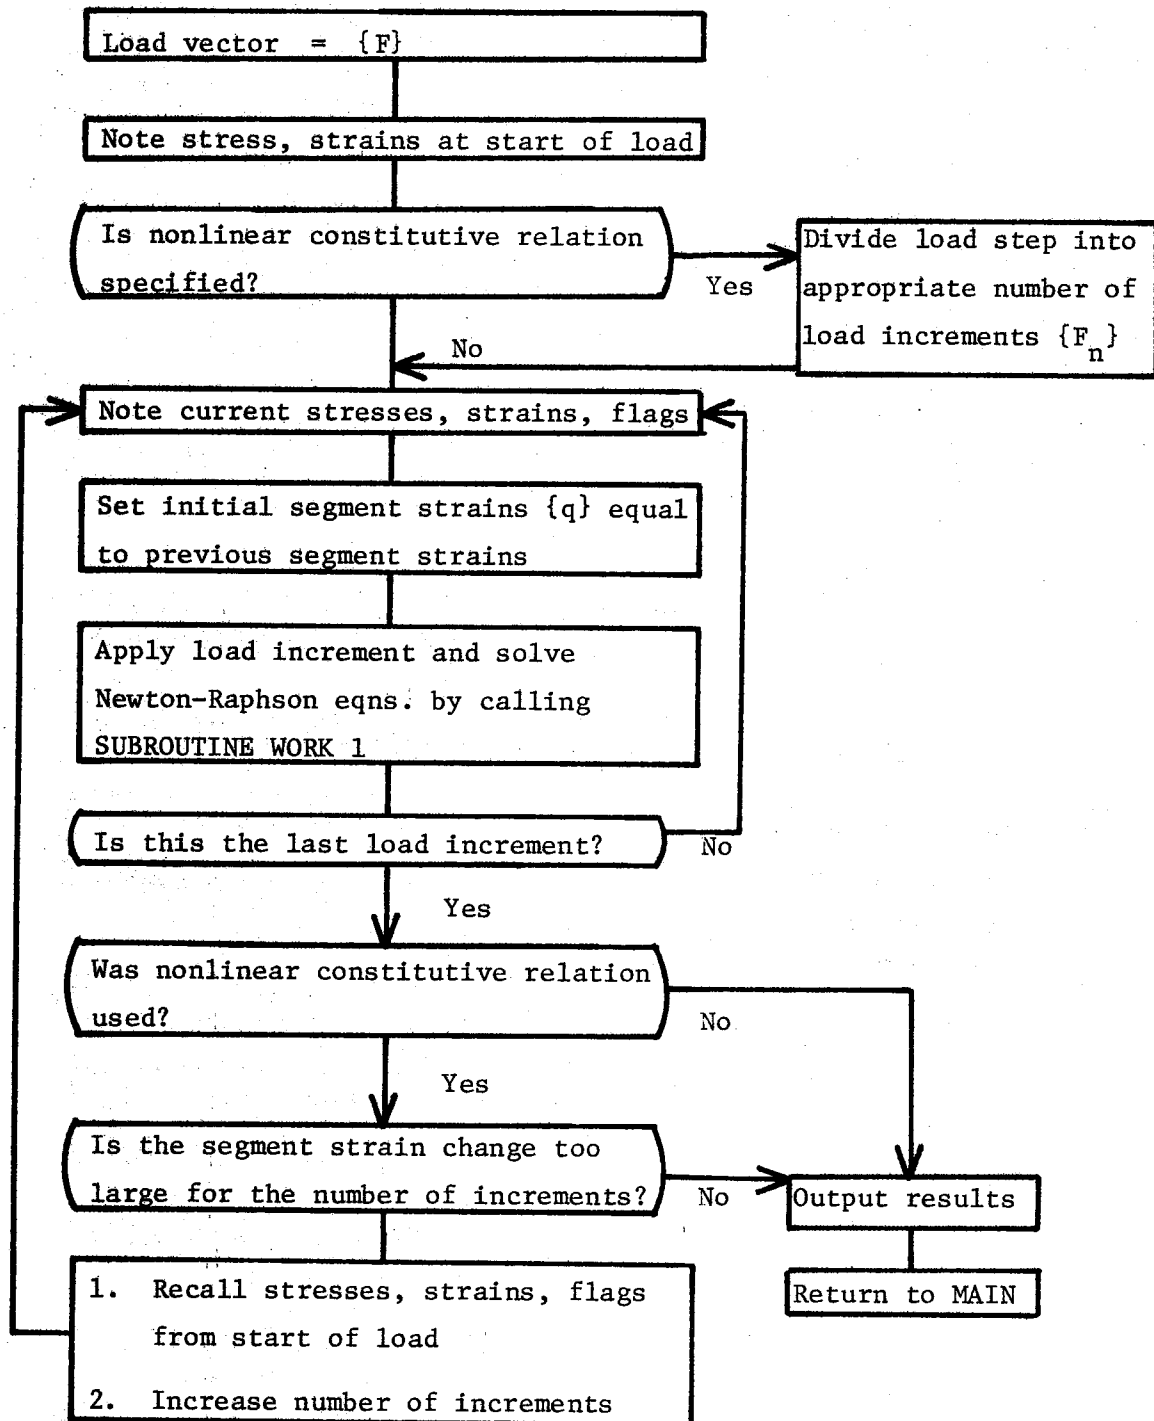 Load vector = {F}
Note stress, strains at start of load
Is nonlinear constitutive relation
specified?
Yes
Divide load step into
appropriate number of
load increments {Fn}
No
Note current stresses, strains, flags
Set initial segment strains {q} equal
to previous segment strains
Apply load increment and solve
Newton-Raphson eqns. by calling
SUBROUTINE WORK 1
Is this the last load increment?
No
Yes
Was nonlinear constitutive relation
used?
No
Yes
Is the segment strain change too
large for the number of increments?
No
Output results
Return to MAIN
1. Recall stresses, strains, flags
from start of load
2. Increase number of increments